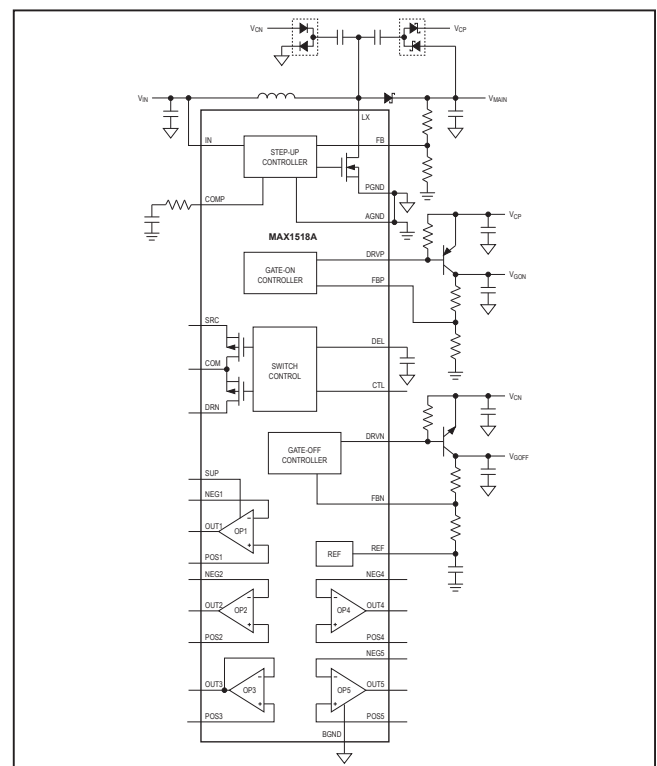 VCN
VCP
VIN
VMAIN
LX
IN
STEP-UP
CONTROLLER
FB
COMP
PGND
AGND
MAX1518A
VCP
GATE-ON
CONTROLLER
DRVP
FBP
VGON
SRC
COM
DRN
SWITCH
CONTROL
DEL
CTL
VCN
GATE-OFF
CONTROLLER
DRVN
FBN
VGOFF
SUP
NEG1
OUT1
OP1
POS1
REF
REF
NEG2
OUT2
OP2
POS2
NEG4
OP4
OUT4
POS4
NEG5
OUT3
OP3
POS3
OP5
OUT5
POS5
BGND